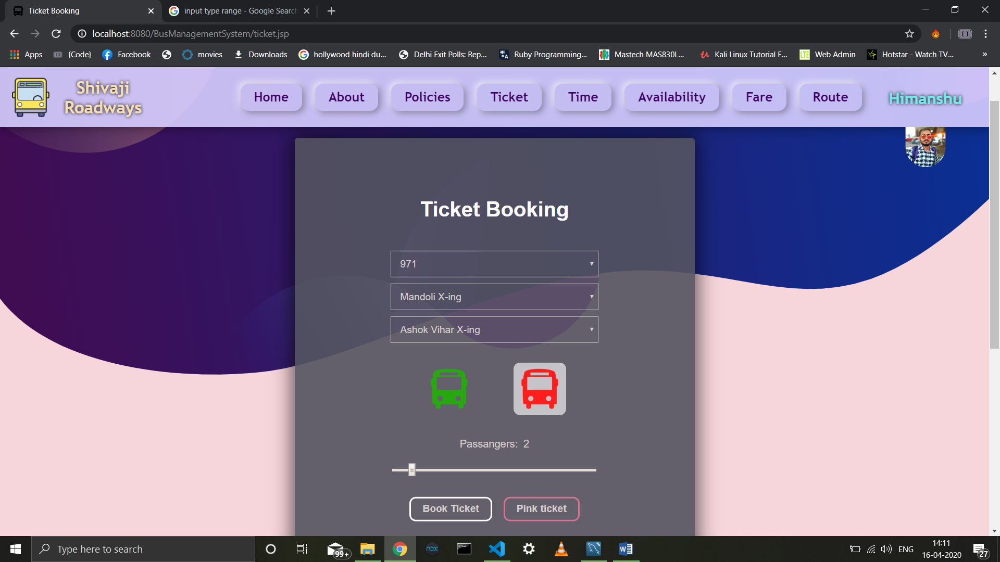 Ticket Booking
input type range - Google Search
localhost:8080/BusManagementSystem/ticket.jsp
Apps
{Code}
Facebook
movies
Downloads
hollywood hindi du...
Delhi Exit Polls: Rep...
Ruby Programming...
Mastech MAS830L...
Kali Linux Tutorial F...
LTE
Web Admin
Hotstar - Watch TV...
»
Shivaji
Roadways
Home
About
Policies
Ticket
Time
Availability
Fare
Route
Himanshu
Ticket Booking
971
Mandoli X-ing
Ashok Vihar X-ing
Passangers: 2
Book Ticket
Pink ticket
Type here to search
99+
nox
W
ENG
14:11
16-04-2020
27